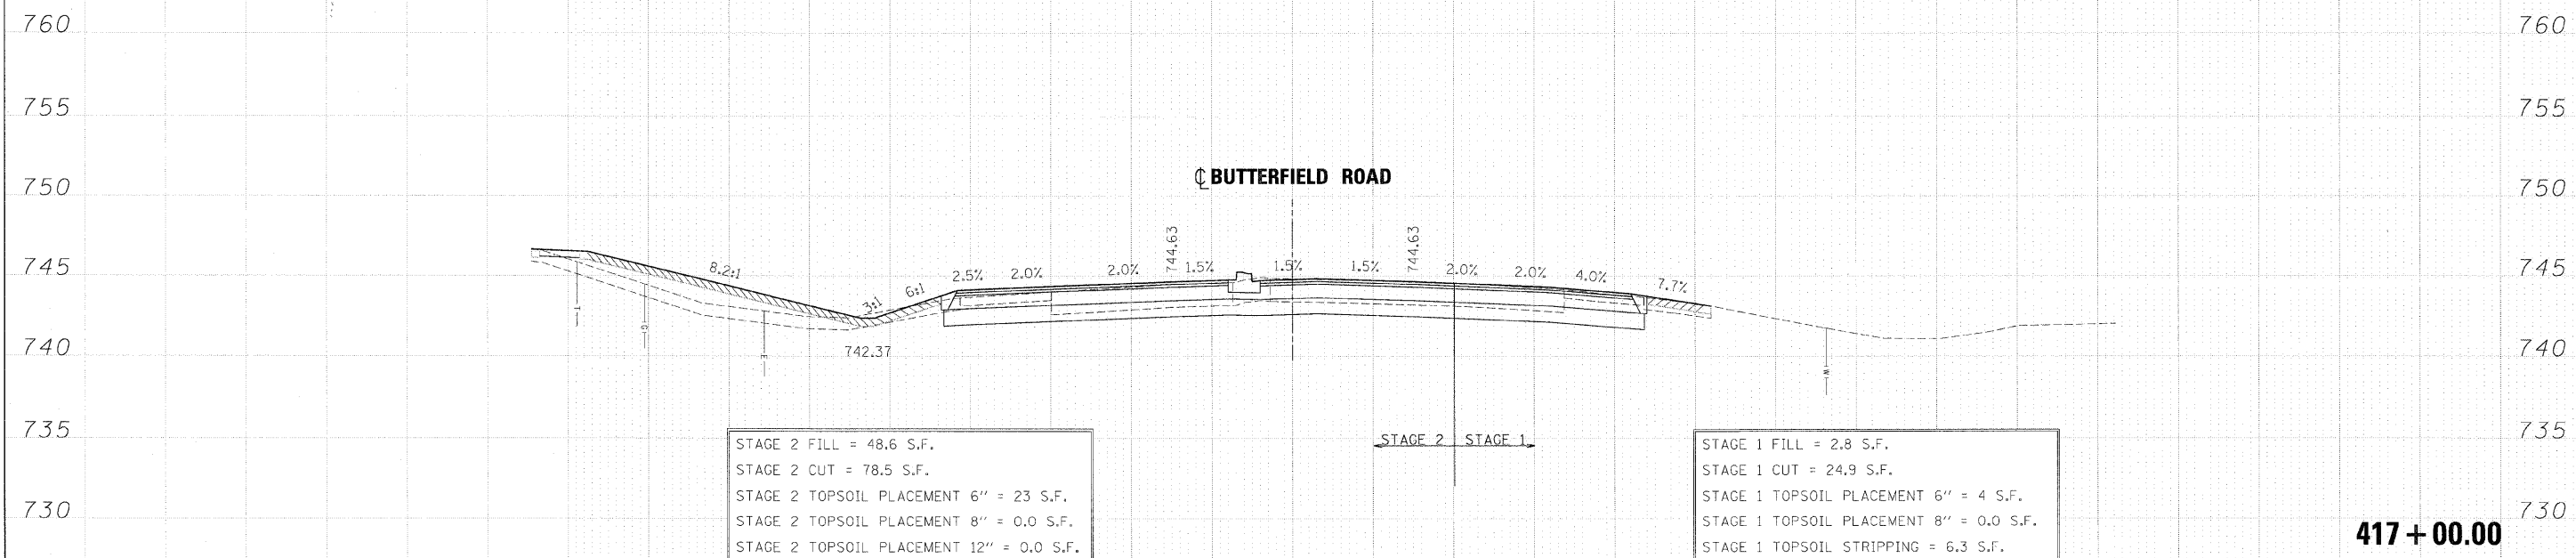 760 760
755 755
750 750
℄ BUTTERFIELD ROAD
744.63 744.63
745 8.2:1 3:1 6:1 2.5% 2.0% 2.0% 1.5% 1.5% 1.5% 2.0% 2.0% 4.0% 7.7% 745
T G E W
740 742.37 740
735 STAGE 2 STAGE 1 735
STAGE 2 FILL = 48.6 S.F.
STAGE 2 CUT = 78.5 S.F.
STAGE 2 TOPSOIL PLACEMENT 6'' = 23 S.F.
STAGE 2 TOPSOIL PLACEMENT 8'' = 0.0 S.F.
STAGE 2 TOPSOIL PLACEMENT 12'' = 0.0 S.F.
STAGE 1 FILL = 2.8 S.F.
STAGE 1 CUT = 24.9 S.F.
STAGE 1 TOPSOIL PLACEMENT 6'' = 4 S.F.
STAGE 1 TOPSOIL PLACEMENT 8'' = 0.0 S.F.
STAGE 1 TOPSOIL STRIPPING = 6.3 S.F.
730 730
417+00.00